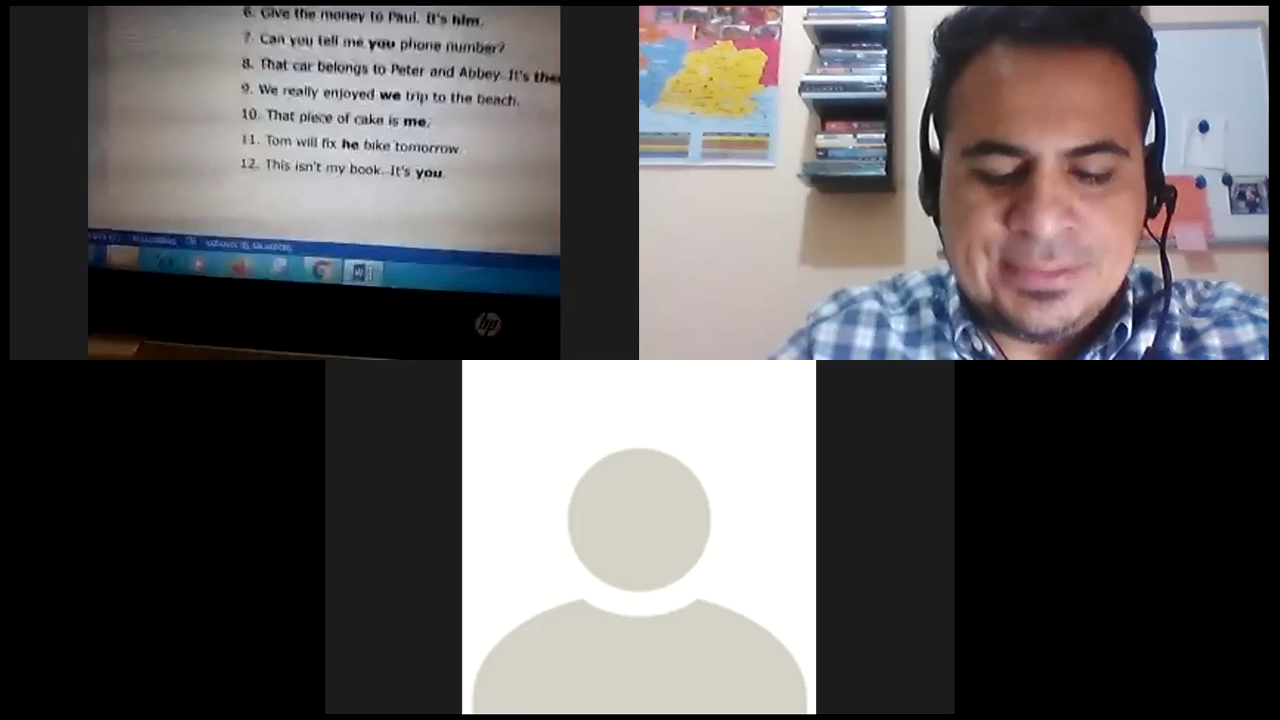 6. Give the money to Paul. It's him.
7. Can you tell me you phone number?
8. That car belongs to Peter and Abbey. It's
9. We really enjoyed we trip to the beach.
10. That piece of cake is me.
11. Tom will fix he bike tomorrow.
12. This isn't my book. It's you.
hp